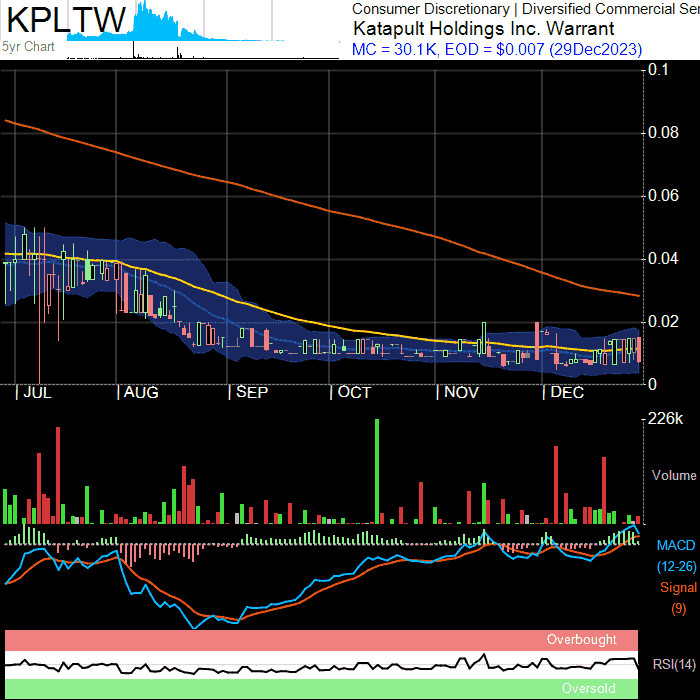 KPLTW
5yr Chart
Consumer Discretionary | Diversified Commercial Ser
Katapult Holdings Inc. Warrant
MC = 30.1K, EOD = $0.007 (29Dec2023)
0.1
0.08
0.06
0.04
0.02
0
JUL AUG SEP OCT NOV DEC
226k
Volume
MACD
(12-26)
Signal
(9)
Overbought
RSI(14)
Oversold